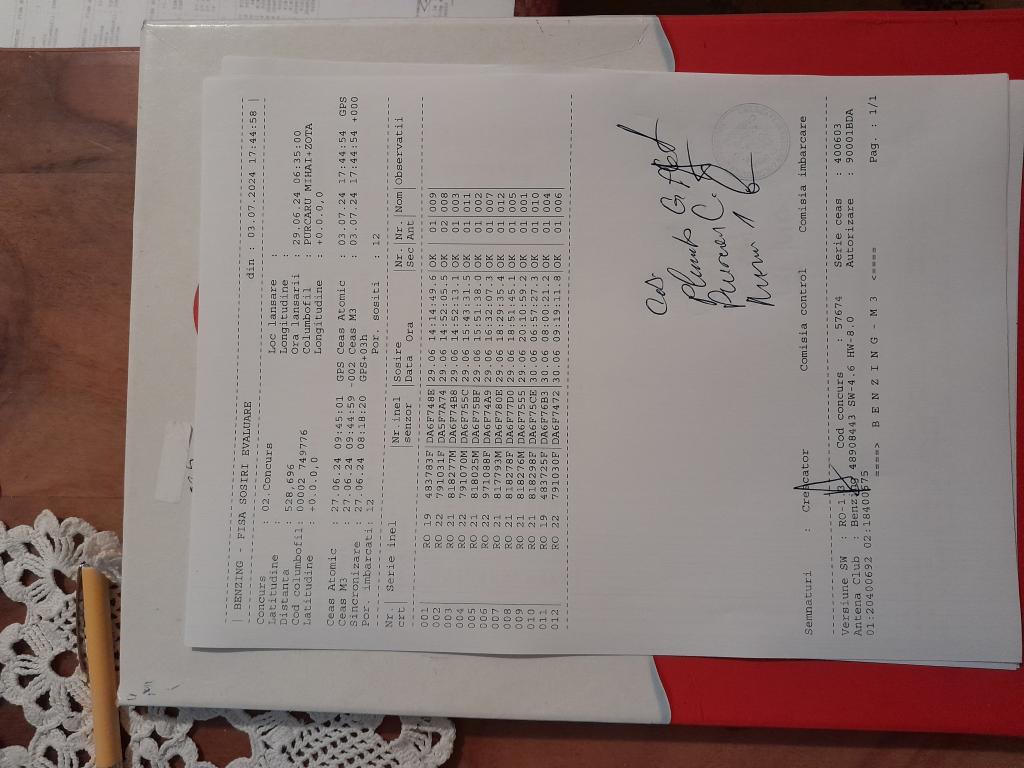 | BENZING - FISA SOSIRI EVALUARE din : 03.07.2024 17:44:58 |
Concurs : 02.Concurs Loc lansare :
Latitudine : Longitudine :
Distanta : 528,696 Ora lansarii : 29.06.24 06:35:00
Cod columbofil: 00002 749776 Columbofil : PURCARU MIHAI+ZOTA
Latitudine : +0.0.0,0 Longitudine : +0.0.0,0
Ceas Atomic : 27.06.24 09:45:01 GPS Ceas Atomic : 03.07.24 17:44:54 GPS
Ceas M3 : 27.06.24 09:44:59 -002 Ceas M3 : 03.07.24 17:44:54 +000
Sincronizare : 27.06.24 08:18:20 GPS+03h
Por. imbarcati: 12 Por. sositi : 12
Nr. | Serie inel |Nr.inel |Sosire |Nr.|Nr.|Nom|Observatii
crt | |senzor |Data Ora |Sec|Ant| |
001 | RO 19 483783F|DA6F748E|29.06 14:14:49.6|OK |01|009|
002 | RO 22 791031F|DA5F7A74|29.06 14:52:05.5|OK |02|008|
003 | RO 21 818277M|DA6F74B8|29.06 14:52:13.1|OK |01|003|
004 | RO 22 791070M|DA6F755C|29.06 15:43:31.5|OK |01|011|
005 | RO 21 818025M|DA6F75BF|29.06 15:51:38.0|OK |01|002|
006 | RO 22 971088F|DA6F74A9|29.06 16:32:07.3|OK |01|007|
007 | RO 21 817793M|DA6F780E|29.06 18:29:35.4|OK |01|012|
008 | RO 21 818278F|DA6F77D0|29.06 18:51:45.1|OK |01|005|
009 | RO 21 818276M|DA6F7555|29.06 20:10:59.2|OK |01|001|
010 | RO 21 818298F|DA6F75CE|30.06 06:57:27.3|OK |01|010|
011 | RO 19 483725F|DA6F76B3|30.06 08:00:21.2|OK |01|004|
012 | RO 22 791030F|DA6F7472|30.06 09:19:11.8|OK |01|006|
Semnaturi : Crescator Comisia control Comisia imbarcare
Versiune SW : Cod concurs : 57674 Serie ceas : 400603
Antena Club : Benzing 48908443 SW-4.6 HW-8.0 Autorizare : 90001BDA
01:20400692 02:18400575
====> B E N Z I N G - M 3 <==== Pag. : 1/1